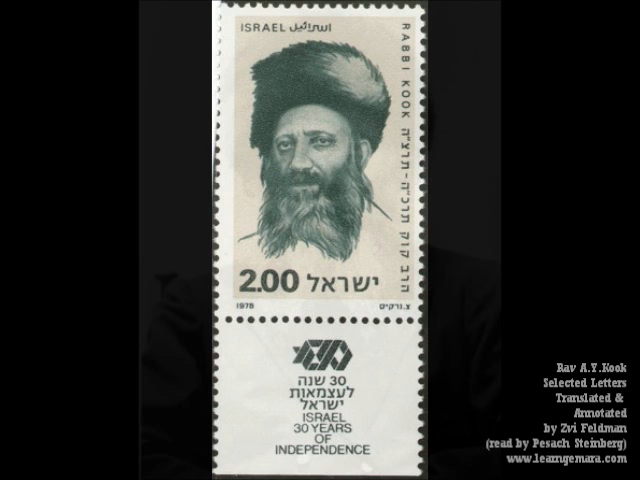 ISRAEL اسرائيل
RABBI KOOK הרב קוק תרכ"ה-תרצ"ה
2.00 ישראל
1978 צ. נרקיס
30 שנה
לעצמאות
ישראל
ISRAEL
30 YEARS
OF
INDEPENDENCE
Rav A.Y.Kook
Selected Letters
Translated &
Annotated
by Zvi Feldman
(read by Pesach Steinberg)
www.learngemara.com